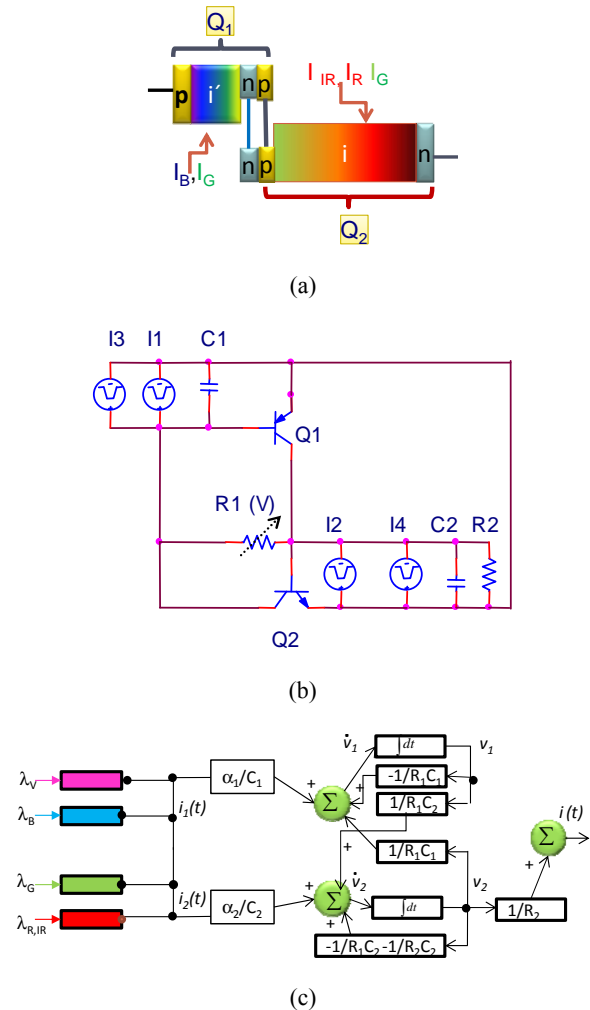 Q1
I IR, IR IG
p i´ n p
n p i n
IB,IG
Q2
(a)
I3 I1 C1
Q1
R1 (V) I2 I4 C2 R2
Q2
(b)
v̇1 ∫dt v1
λV
-1/R1C1
α1/C1 + + Σ
λB i1(t)
1/R1C2
Σ i(t)
+ 1/R1C1 +
λG
i2(t) v̇2 v2
λR,IR α2/C2 + Σ ∫dt 1/R2
+
-1/R1C2-1/R2C2
(c)